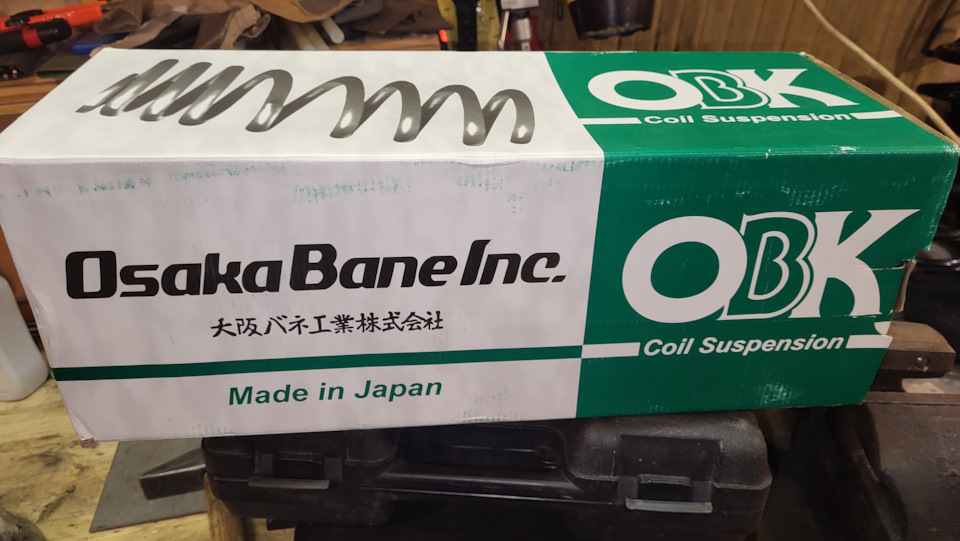 OBK
Coil Suspension
Osaka Bane Inc.
大阪バネ工業株式会社
Made in Japan
OBK
Coil Suspension